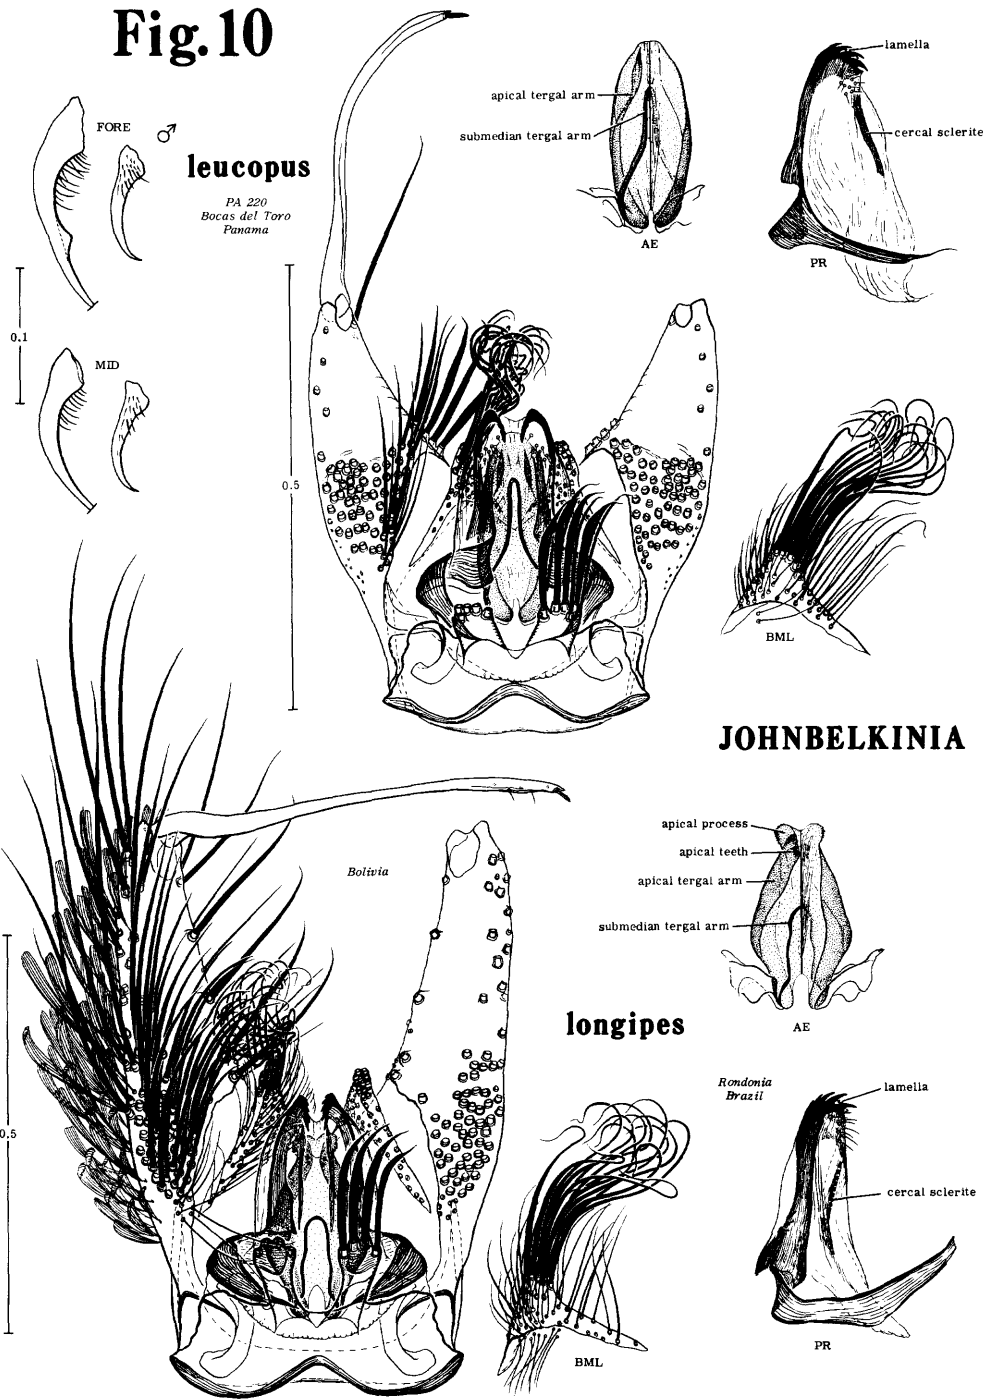 Fig.10
FORE
♂
leucopus
PA 220
Bocas del Toro
Panama
0.1
MID
0.5
apical tergal arm
submedian tergal arm
AE
lamella
cercal sclerite
PR
BML
JOHNBELKINIA
Bolivia
0.5
apical process
apical teeth
apical tergal arm
submedian tergal arm
AE
longipes
Rondonia
Brazil
lamella
cercal sclerite
PR
BML